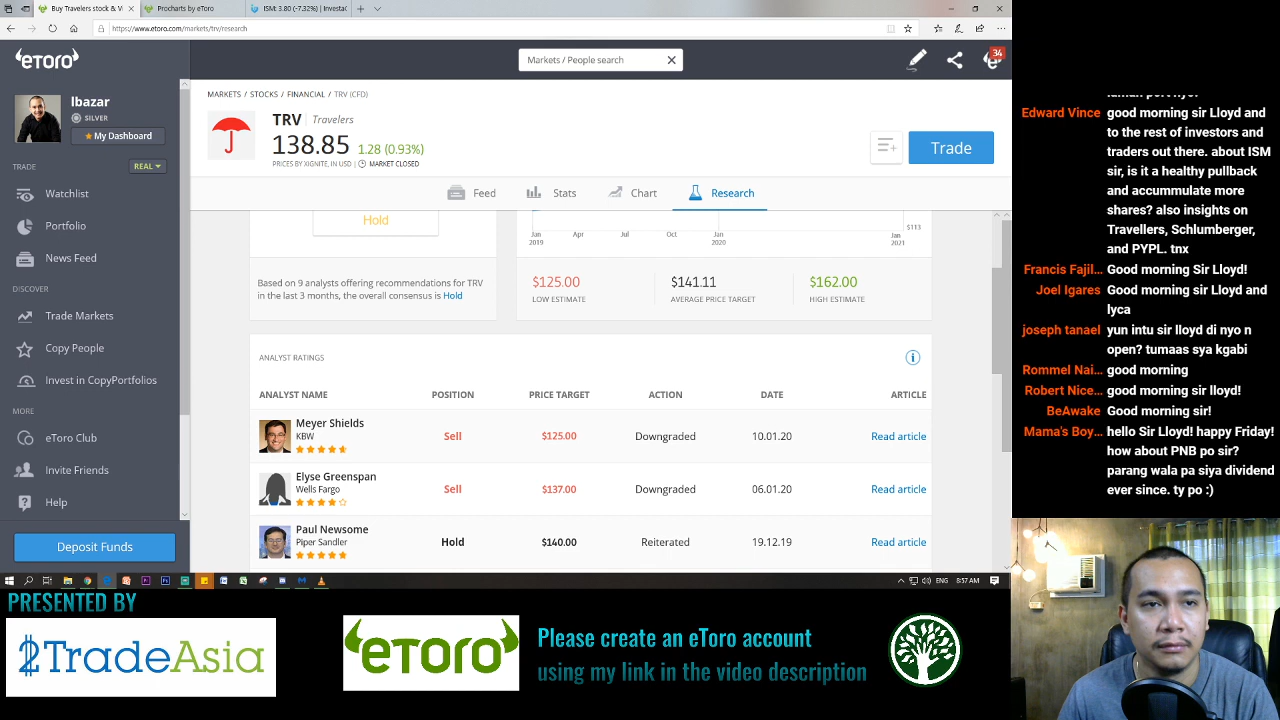 Buy Travelers stock & V
Procharts by eToro
ISM: 3.80 (-7.32%) | Investa
https://www.etoro.com/markets/trv/research
eToro
Markets / People search
34
lbazar
SILVER
My Dashboard
TRADE
REAL
Watchlist
Portfolio
News Feed
DISCOVER
Trade Markets
Copy People
Invest in CopyPortfolios
MORE
eToro Club
Invite Friends
Help
Deposit Funds
MARKETS / STOCKS / FINANCIAL / TRV (CFD)
TRV Travelers
138.85 1.28 (0.93%)
PRICES BY XIGNITE, IN USD MARKET CLOSED
Trade
Feed Stats Chart Research
Hold
$113
Jan 2019 Apr Jul Oct Jan 2020 Jan 2021
Based on 9 analysts offering recommendations for TRV
in the last 3 months, the overall consensus is Hold
$125.00 $141.11 $162.00
LOW ESTIMATE AVERAGE PRICE TARGET HIGH ESTIMATE
ANALYST RATINGS
ANALYST NAME POSITION PRICE TARGET ACTION DATE ARTICLE
Meyer Shields
KBW
Sell $125.00 Downgraded 10.01.20 Read article
Elyse Greenspan
Wells Fargo
Sell $137.00 Downgraded 06.01.20 Read article
Paul Newsome
Piper Sandler
Hold $140.00 Reiterated 19.12.19 Read article
ENG 8:57 AM
Edward Vince good morning sir Lloyd and
to the rest of investors and
traders out there. about ISM
sir, is it a healthy pullback
and accumulate more
shares? also insights on
Travellers, Schlumberger,
and PYPL. tnx
Francis Fajil... Good morning Sir Lloyd!
Joel Igares Good morning sir Lloyd and
lyca
joseph tanael yun intu sir lloyd di nyo n
open? tumaas sya kgabi
Rommel Nai... good morning
Robert Nice... good morning sir lloyd!
BeAwake Good morning sir!
Mama's Boy... hello Sir Lloyd! happy Friday!
how about PNB po sir?
parang wala pa siya dividend
ever since. ty po :)
PRESENTED BY
2TradeAsia
eToro
Please create an eToro account
using my link in the video description